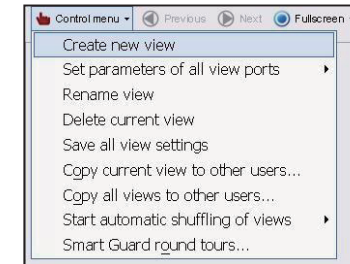 Control menu Previous Next Fullscreen
Create new view
Set parameters of all view ports
Rename view
Delete current view
Save all view settings
Copy current view to other users...
Copy all views to other users...
Start automatic shuffling of views
Smart Guard round tours...